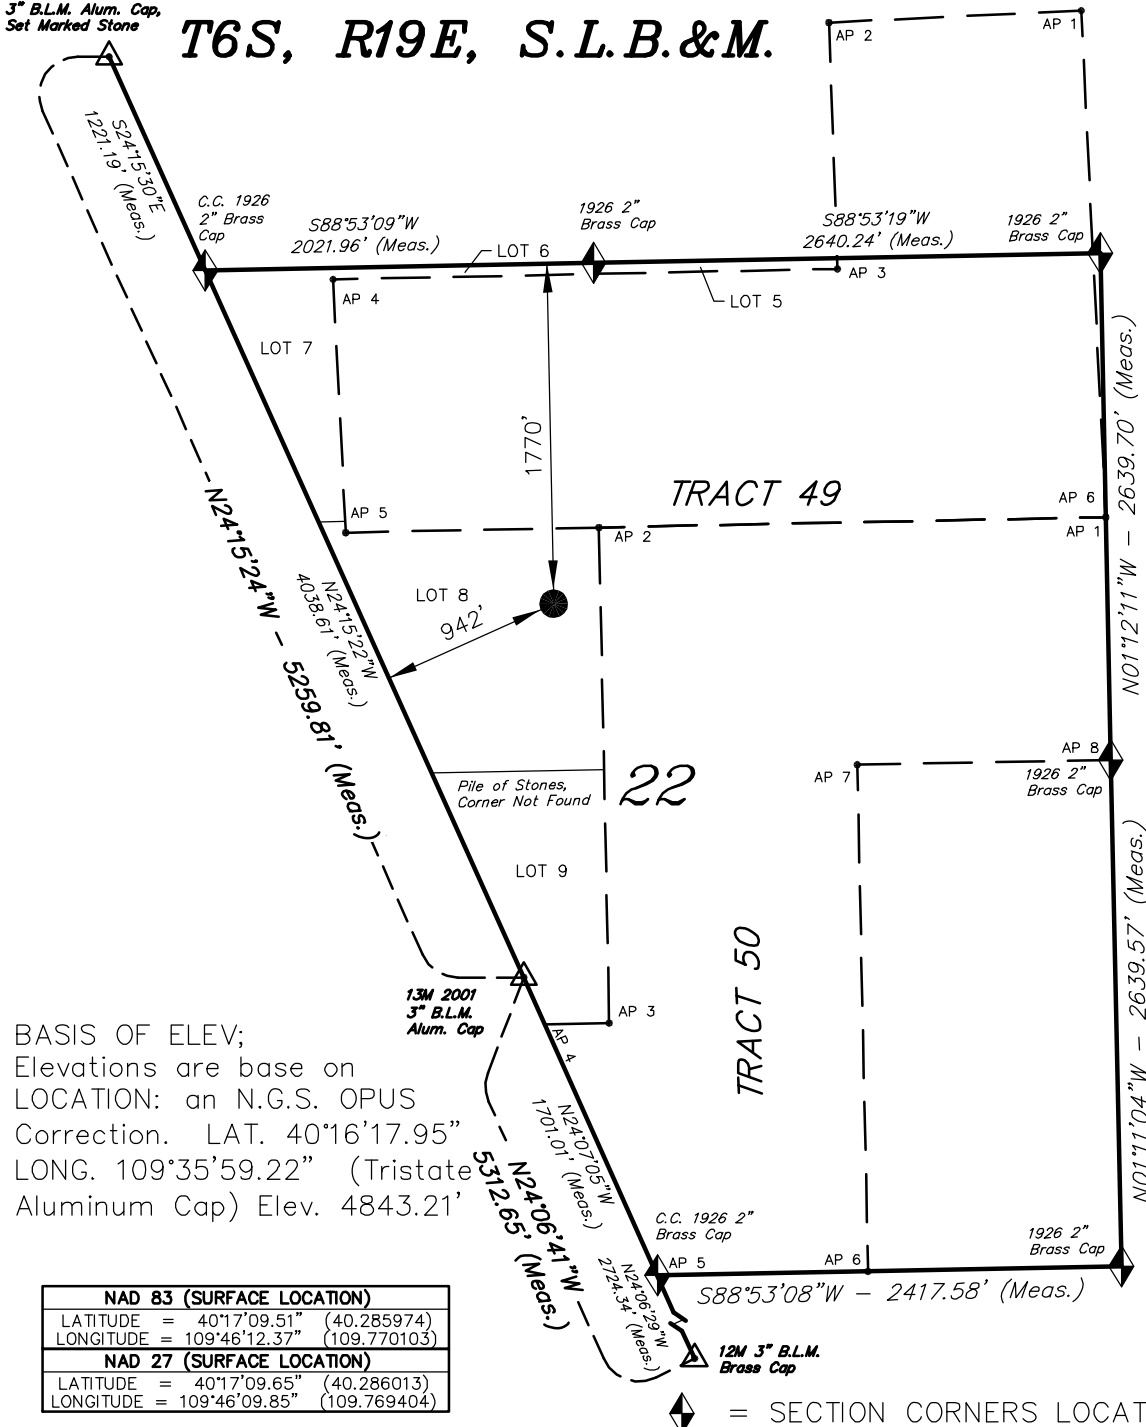 3" B.L.M. Alum. Cap,
Set Marked Stone
T6S, R19E, S.L.B.&M.
AP 2
AP 1
S24°15'30"E
1221.19' (Meas.)
C.C. 1926
2" Brass
Cap
S88°53'09"W
2021.96' (Meas.)
1926 2"
Brass Cap
S88°53'19"W
2640.24' (Meas.)
1926 2"
Brass Cap
LOT 6
AP 3
AP 4
LOT 5
LOT 7
1770'
N01°12'11"W - 2639.70' (Meas.)
TRACT 49
AP 6
AP 5
AP 2
AP 1
N24°15'24"W - 5259.81' (Meas.)
N24°15'22"W
4038.61' (Meas.)
LOT 8
942'
AP 8
AP 7
1926 2"
Brass Cap
Pile of Stones,
Corner Not Found
22
LOT 9
N01°11'04"W - 2639.57' (Meas.)
TRACT 50
13M 2001
3" B.L.M.
Alum. Cap
AP 3
AP 4
BASIS OF ELEV;
Elevations are base on
LOCATION: an N.G.S. OPUS
Correction. LAT. 40°16'17.95"
LONG. 109°35'59.22" (Tristate
Aluminum Cap) Elev. 4843.21'
N24°07'05"W
1701.01' (Meas.)
N24°06'41"W
5312.65' (Meas.)
C.C. 1926 2"
Brass Cap
AP 5
AP 6
1926 2"
Brass Cap
N24°06'29"W
2724.34' (Meas.)
S88°53'08"W - 2417.58' (Meas.)
12M 3" B.L.M.
Brass Cap
NAD 83 (SURFACE LOCATION)
LATITUDE = 40°17'09.51" (40.285974)
LONGITUDE = 109°46'12.37" (109.770103)
NAD 27 (SURFACE LOCATION)
LATITUDE = 40°17'09.65" (40.286013)
LONGITUDE = 109°46'09.85" (109.769404)
= SECTION CORNERS LOCAT